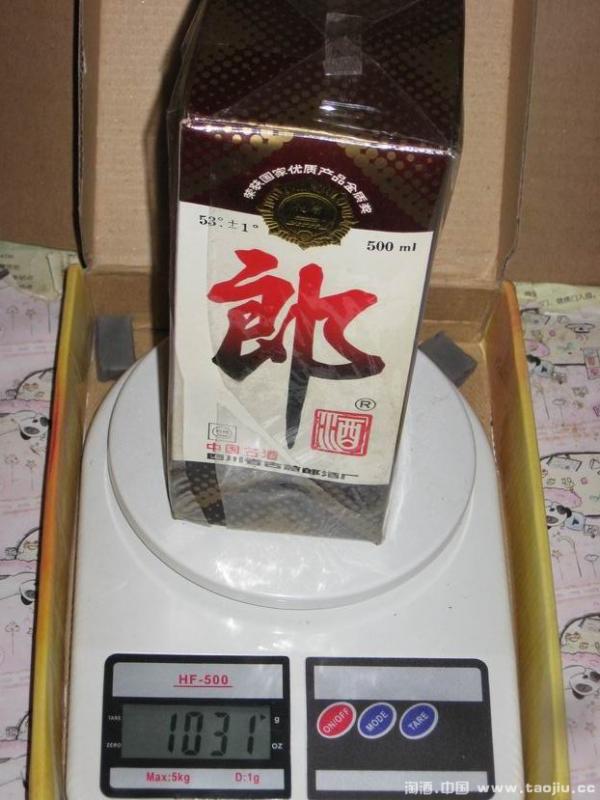 荣获国家优质产品金质奖
53°±1°
500 ml
郎
酒
®
中国古酒
四川省古蔺郎酒厂
HF-500
TARE
g
1031
ZERO
OZ
Max:5kg
D:1g
ON/OFF
MODE
TARE
淘酒.中国 www.taojiu.cc